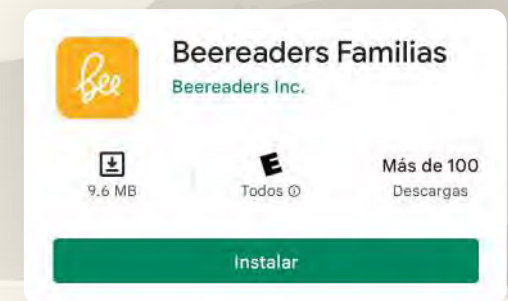 Bee
Beereaders Familias
Beereaders Inc.
9.6 MB
E
Todos
Más de 100
Descargas
Instalar